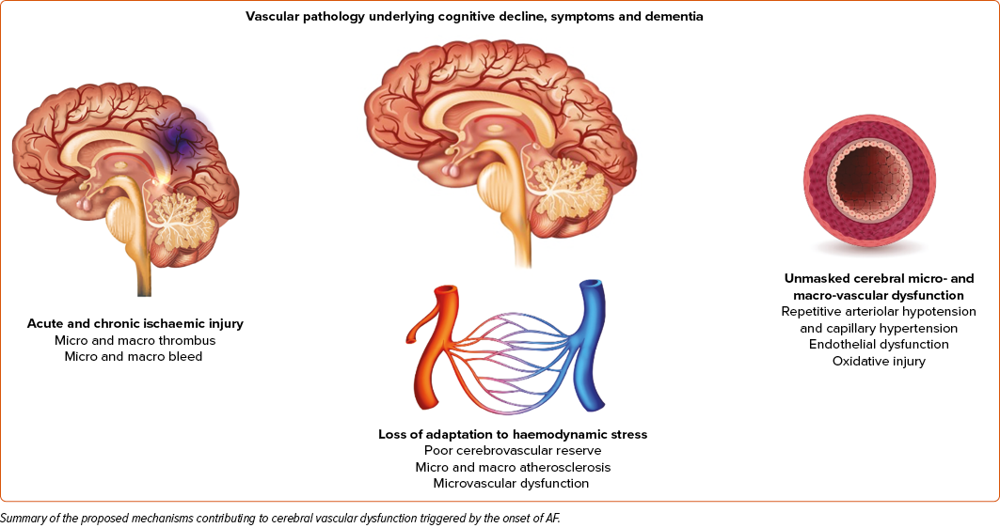 Vascular pathology underlying cognitive decline, symptoms and dementia
Acute and chronic ischaemic injury
Micro and macro thrombus
Micro and macro bleed
Loss of adaptation to haemodynamic stress
Poor cerebrovascular reserve
Micro and macro atherosclerosis
Microvascular dysfunction
Unmasked cerebral micro- and
macro-vascular dysfunction
Repetitive arteriolar hypotension
and capillary hypertension
Endothelial dysfunction
Oxidative injury
Summary of the proposed mechanisms contributing to cerebral vascular dysfunction triggered by the onset of AF.